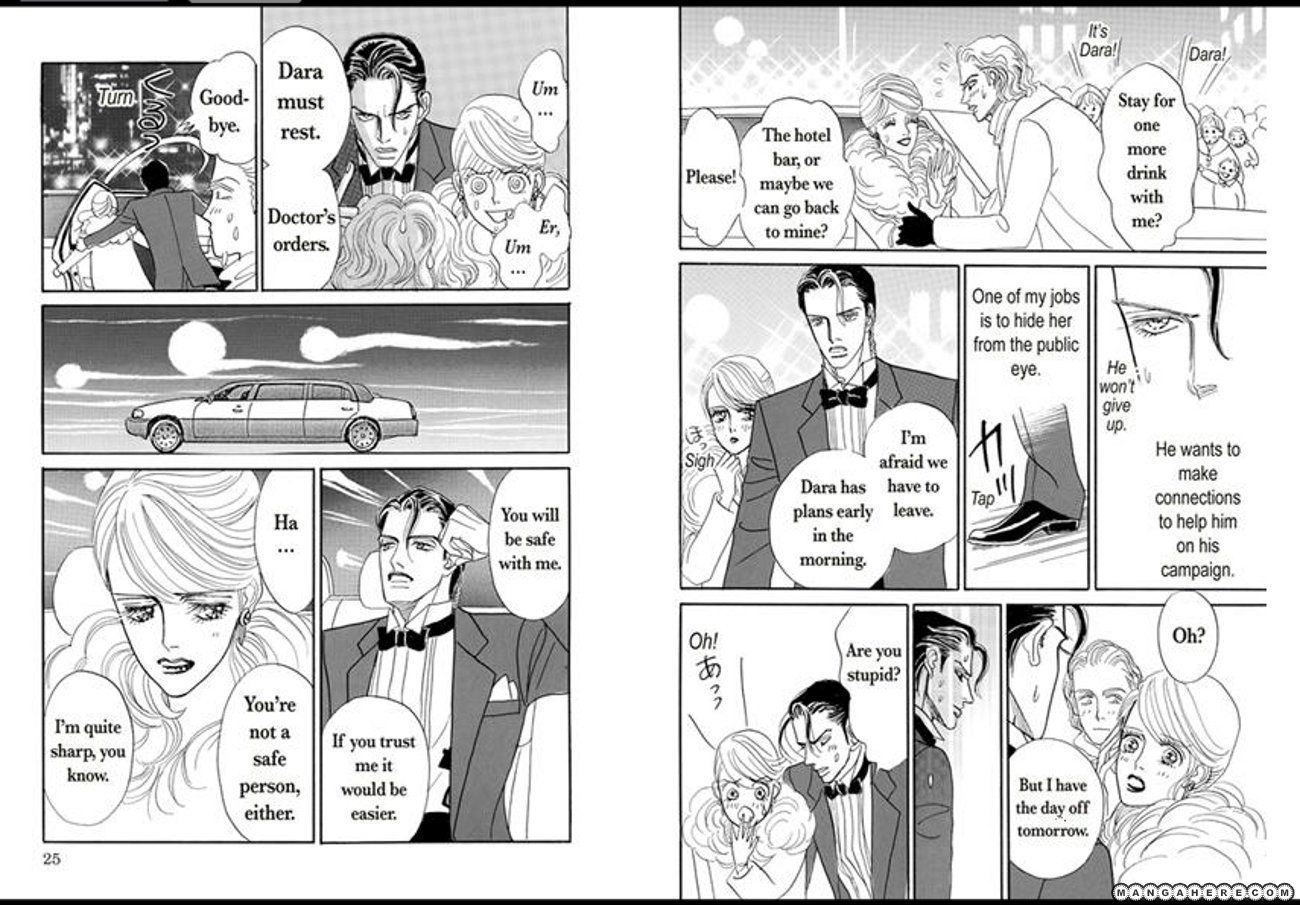 It's
Dara!
Dara!
Stay for
one
more
drink
with
me?
The hotel
bar, or
maybe we
can go back
to mine?
Please!
He
won't
give
up.
He wants to
make
connections
to help him
on his
campaign.
One of my jobs
is to hide her
from the public
eye.
カツ
Tap
I'm
afraid we
have to
leave.
Dara has
plans early
in the
morning.
ほっ
Sigh
Oh?
But I have
the day off
tomorrow.
Are you
stupid?
Oh!
あっっ
Um
...
Dara
must
rest.
Doctor's
orders.
Er,
Um
...
Good-
bye.
くるっ
Turn
You will
be safe
with me.
If you trust
me it
would be
easier.
Ha
...
You're
not a
safe
person,
either.
I'm quite
sharp, you
know.
25
MANGAHERE.COM